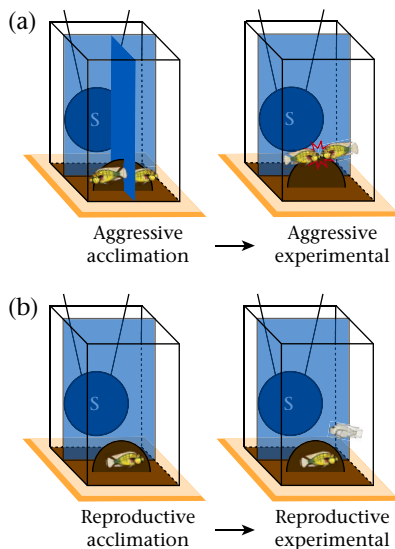 (a)
S
S
Aggressive acclimation
Aggressive experimental
(b)
S
S
Reproductive acclimation
Reproductive experimental